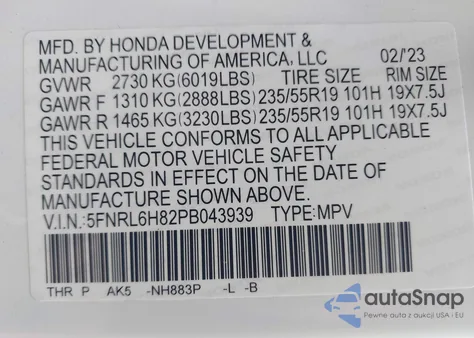 MFD. BY HONDA DEVELOPMENT &
MANUFACTURING OF AMERICA, LLC 02/'23
GVWR 2730 KG(6019LBS) TIRE SIZE RIM SIZE
GAWR F 1310 KG(2888LBS) 235/55R19 101H 19X7.5J
GAWR R 1465 KG(3230LBS) 235/55R19 101H 19X7.5J
THIS VEHICLE CONFORMS TO ALL APPLICABLE
FEDERAL MOTOR VEHICLE SAFETY
STANDARDS IN EFFECT ON THE DATE OF
MANUFACTURE SHOWN ABOVE.
V.I.N.:5FNRL6H82PB043939 TYPE:MPV
THR P AK5 -NH883P -L -B
autoSnap
Pewne auta z aukcji USA i EU